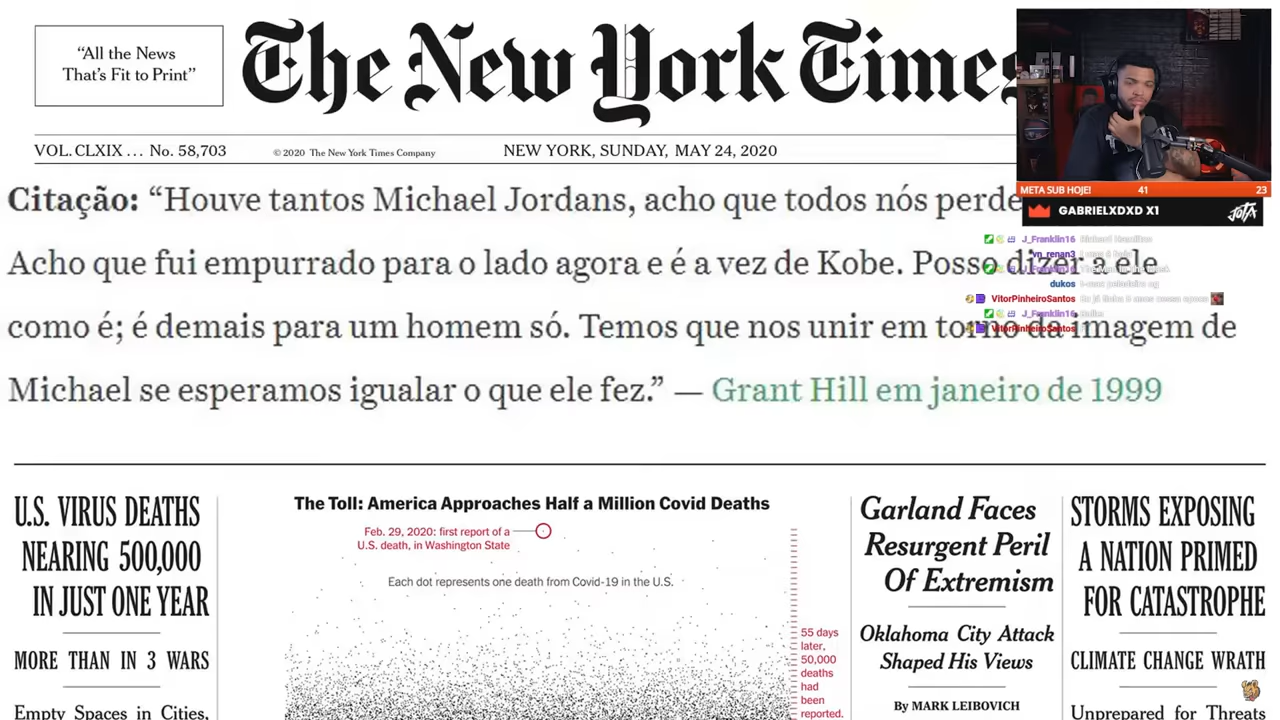 “All the News
That’s Fit to Print”
The New York Times
VOL. CLXIX ... No. 58,703
© 2020 The New York Times Company
NEW YORK, SUNDAY, MAY 24, 2020
META SUB HOJE!
41
23
GABRIELXDXD X1
JOTA
Citação: “Houve tantos Michael Jordans, acho que todos nós perde
Acho que fui empurrado para o lado agora e é a vez de Kobe. Posso dizer a ele
como é; é demais para um homem só. Temos que nos unir em torno da imagem de
Michael se esperamos igualar o que ele fez.” — Grant Hill em janeiro de 1999
J_Franklin16
vn_renan3
J_Franklin16
dukos
VitorPinheiroSantos
J_Franklin16
VitorPinheiroSantos
U.S. VIRUS DEATHS
NEARING 500,000
IN JUST ONE YEAR
MORE THAN IN 3 WARS
Empty Spaces in Cities,
The Toll: America Approaches Half a Million Covid Deaths
Feb. 29, 2020: first report of a
U.S. death, in Washington State
Each dot represents one death from Covid-19 in the U.S.
55 days
later,
50,000
deaths
had
been
reported.
Garland Faces
Resurgent Peril
Of Extremism
Oklahoma City Attack
Shaped His Views
By MARK LEIBOVICH
STORMS EXPOSING
A NATION PRIMED
FOR CATASTROPHE
CLIMATE CHANGE WRATH
Unprepared for Threats